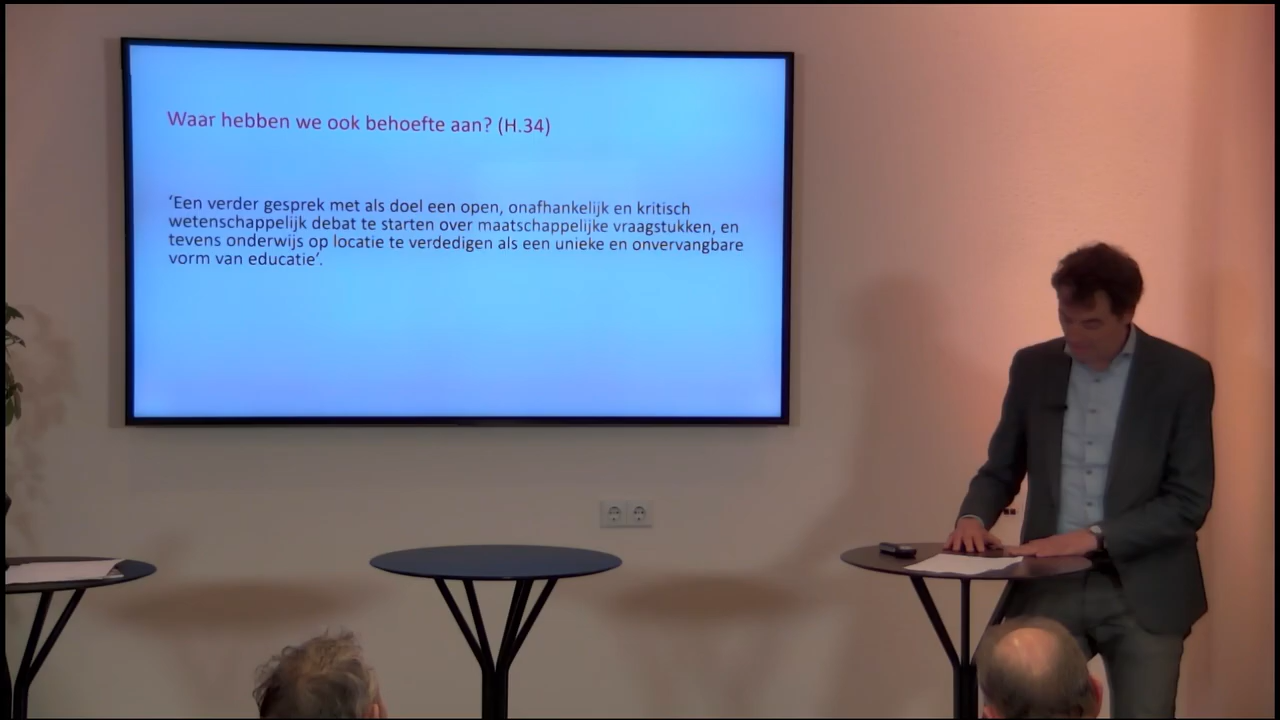 Waar hebben we ook behoefte aan? (H.34)
‘Een verder gesprek met als doel een open, onafhankelijk en kritisch
wetenschappelijk debat te starten over maatschappelijke vraagstukken, en
tevens onderwijs op locatie te verdedigen als een unieke en onvervangbare
vorm van educatie’.